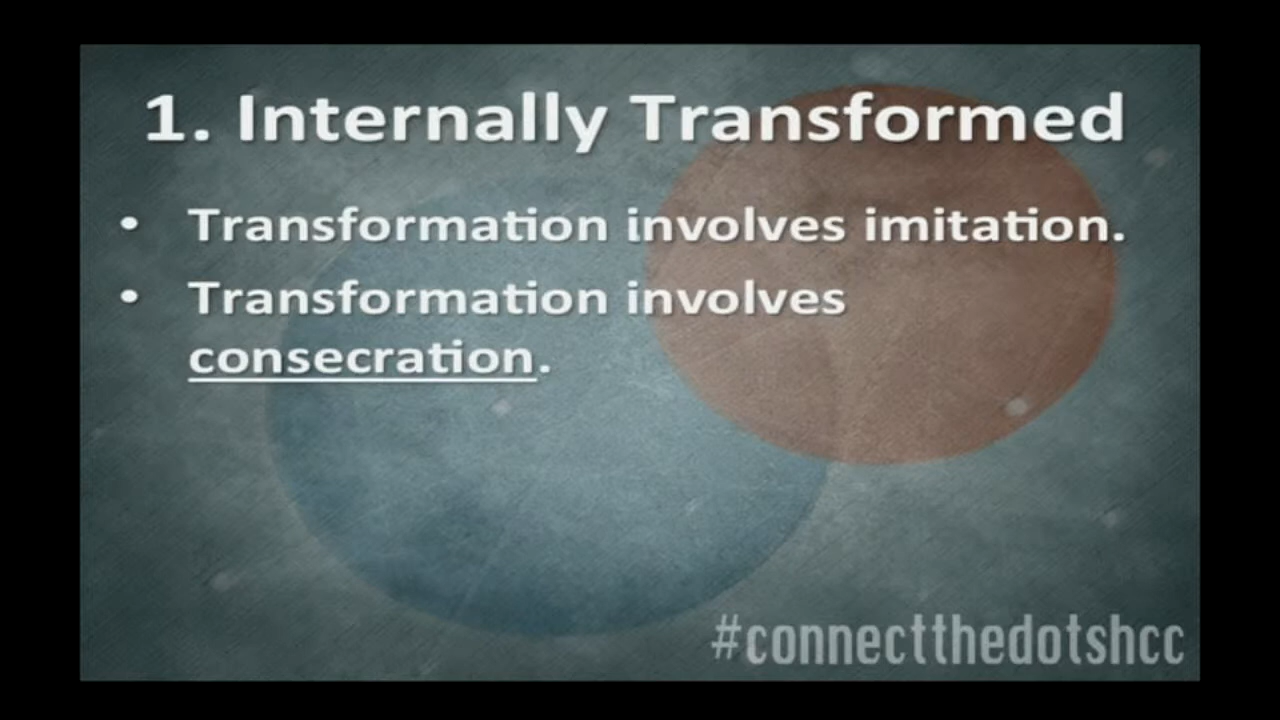 1. Internally Transformed
• Transformation involves imitation.
• Transformation involves
consecration.
#connectthedotshcc